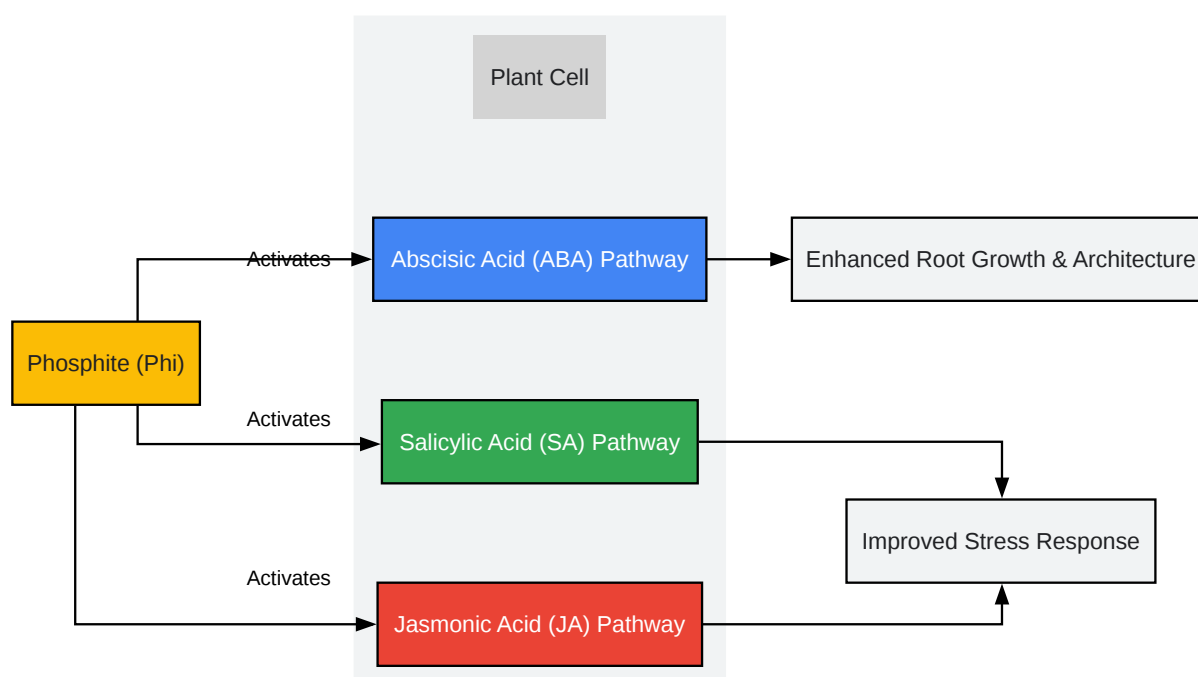 Plant Cell
Activates
Abscisic Acid (ABA) Pathway
Enhanced Root Growth & Architecture
Phosphite (Phi)
Activates
Salicylic Acid (SA) Pathway
Improved Stress Response
Activates
Jasmonic Acid (JA) Pathway